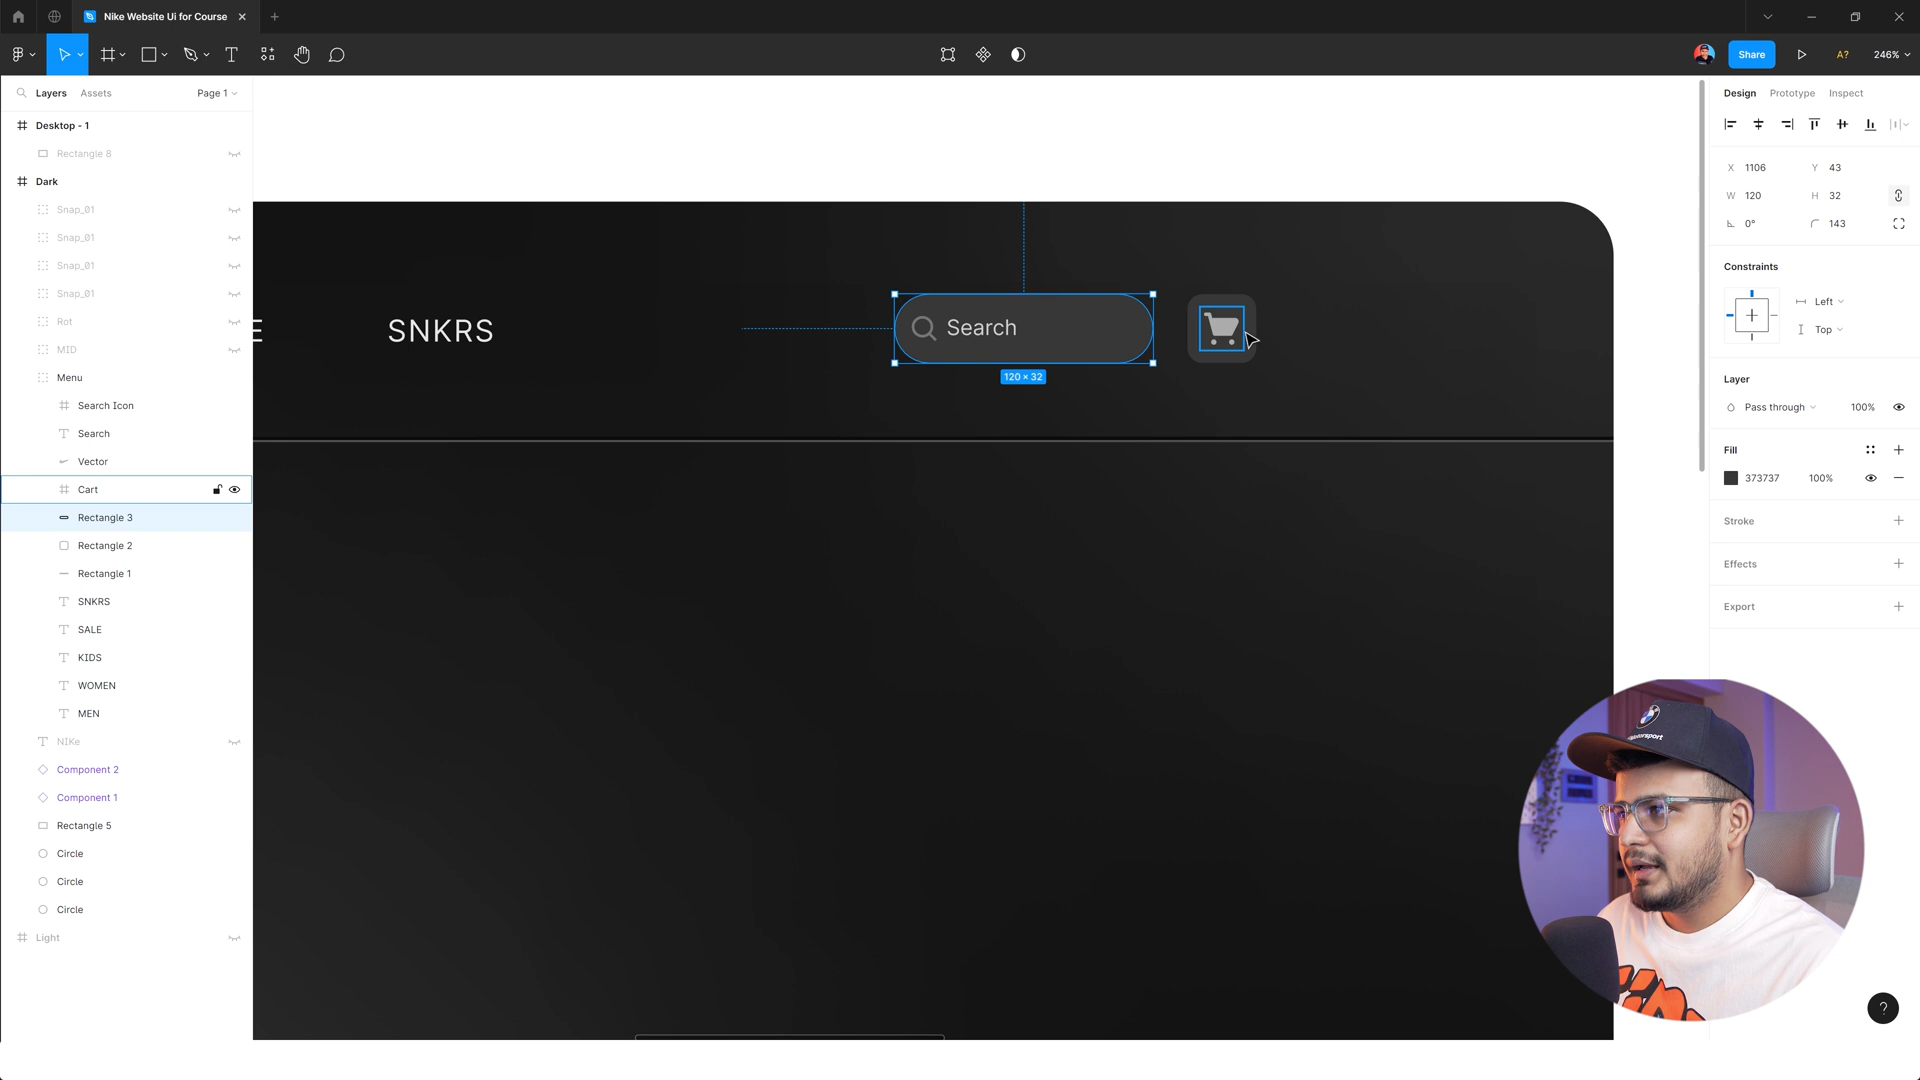 Nike Website Ui for Course
Share
A?
246%
Layers
Assets
Page 1
Desktop - 1
Rectangle 8
Dark
Snap_01
Snap_01
Snap_01
Snap_01
Rot
MID
Menu
Search Icon
Search
Vector
Cart
Rectangle 3
Rectangle 2
Rectangle 1
SNKRS
SALE
KIDS
WOMEN
MEN
NIKe
Component 2
Component 1
Rectangle 5
Circle
Circle
Circle
Light
E
SNKRS
Search
120 × 32
Design
Prototype
Inspect
X 1106
Y 43
W 120
H 32
0°
143
Constraints
Left
Top
Layer
Pass through
100%
Fill
373737
100%
Stroke
Effects
Export
?